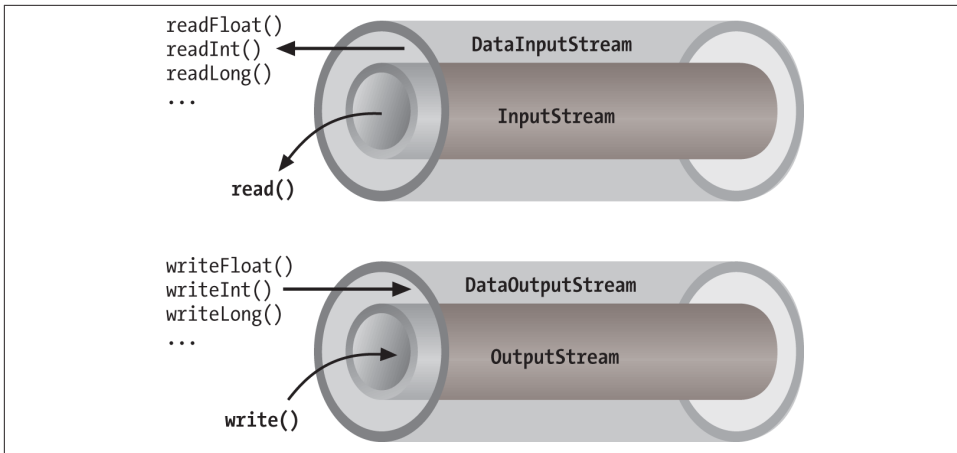 readFloat()
readInt()
readLong()
...
DataInputStream
InputStream
read()
writeFloat()
writeInt()
writeLong()
...
DataOutputStream
OutputStream
write()